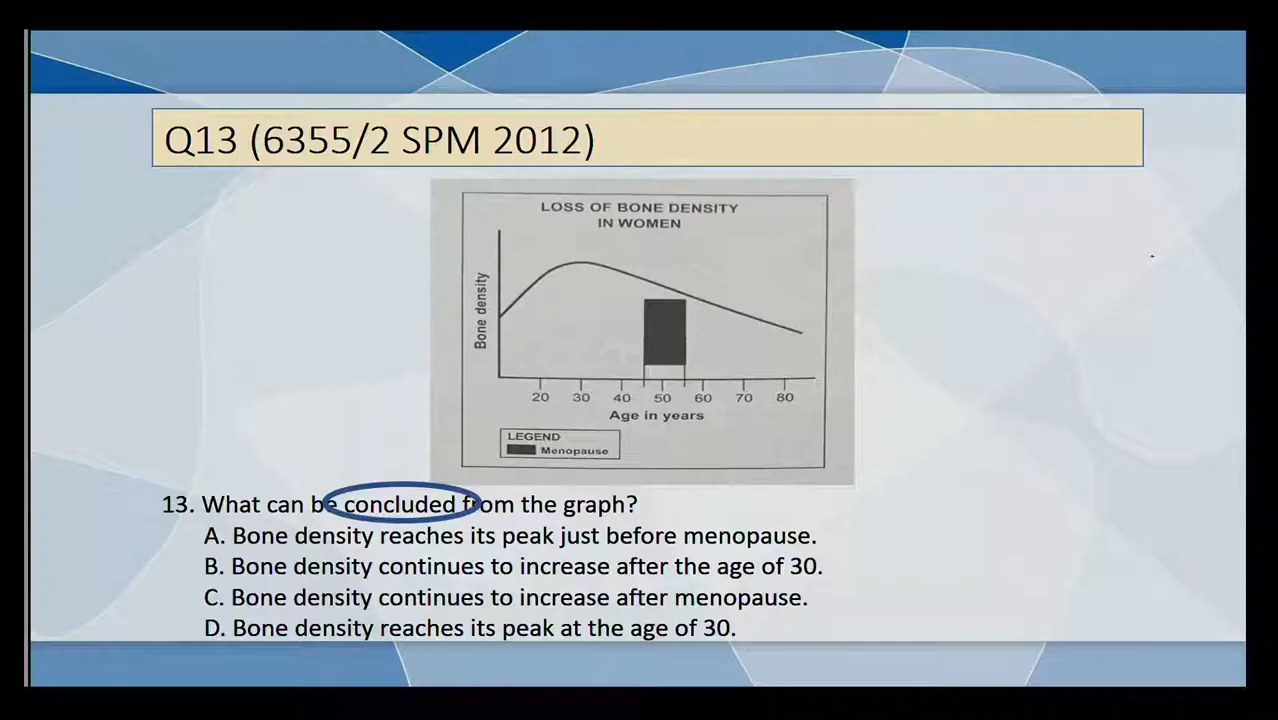 Q13 (6355/2 SPM 2012)
LOSS OF BONE DENSITY
IN WOMEN
Bone density
20 30 40 50 60 70 80
Age in years
LEGEND
Menopause
13. What can be concluded from the graph?
A. Bone density reaches its peak just before menopause.
B. Bone density continues to increase after the age of 30.
C. Bone density continues to increase after menopause.
D. Bone density reaches its peak at the age of 30.